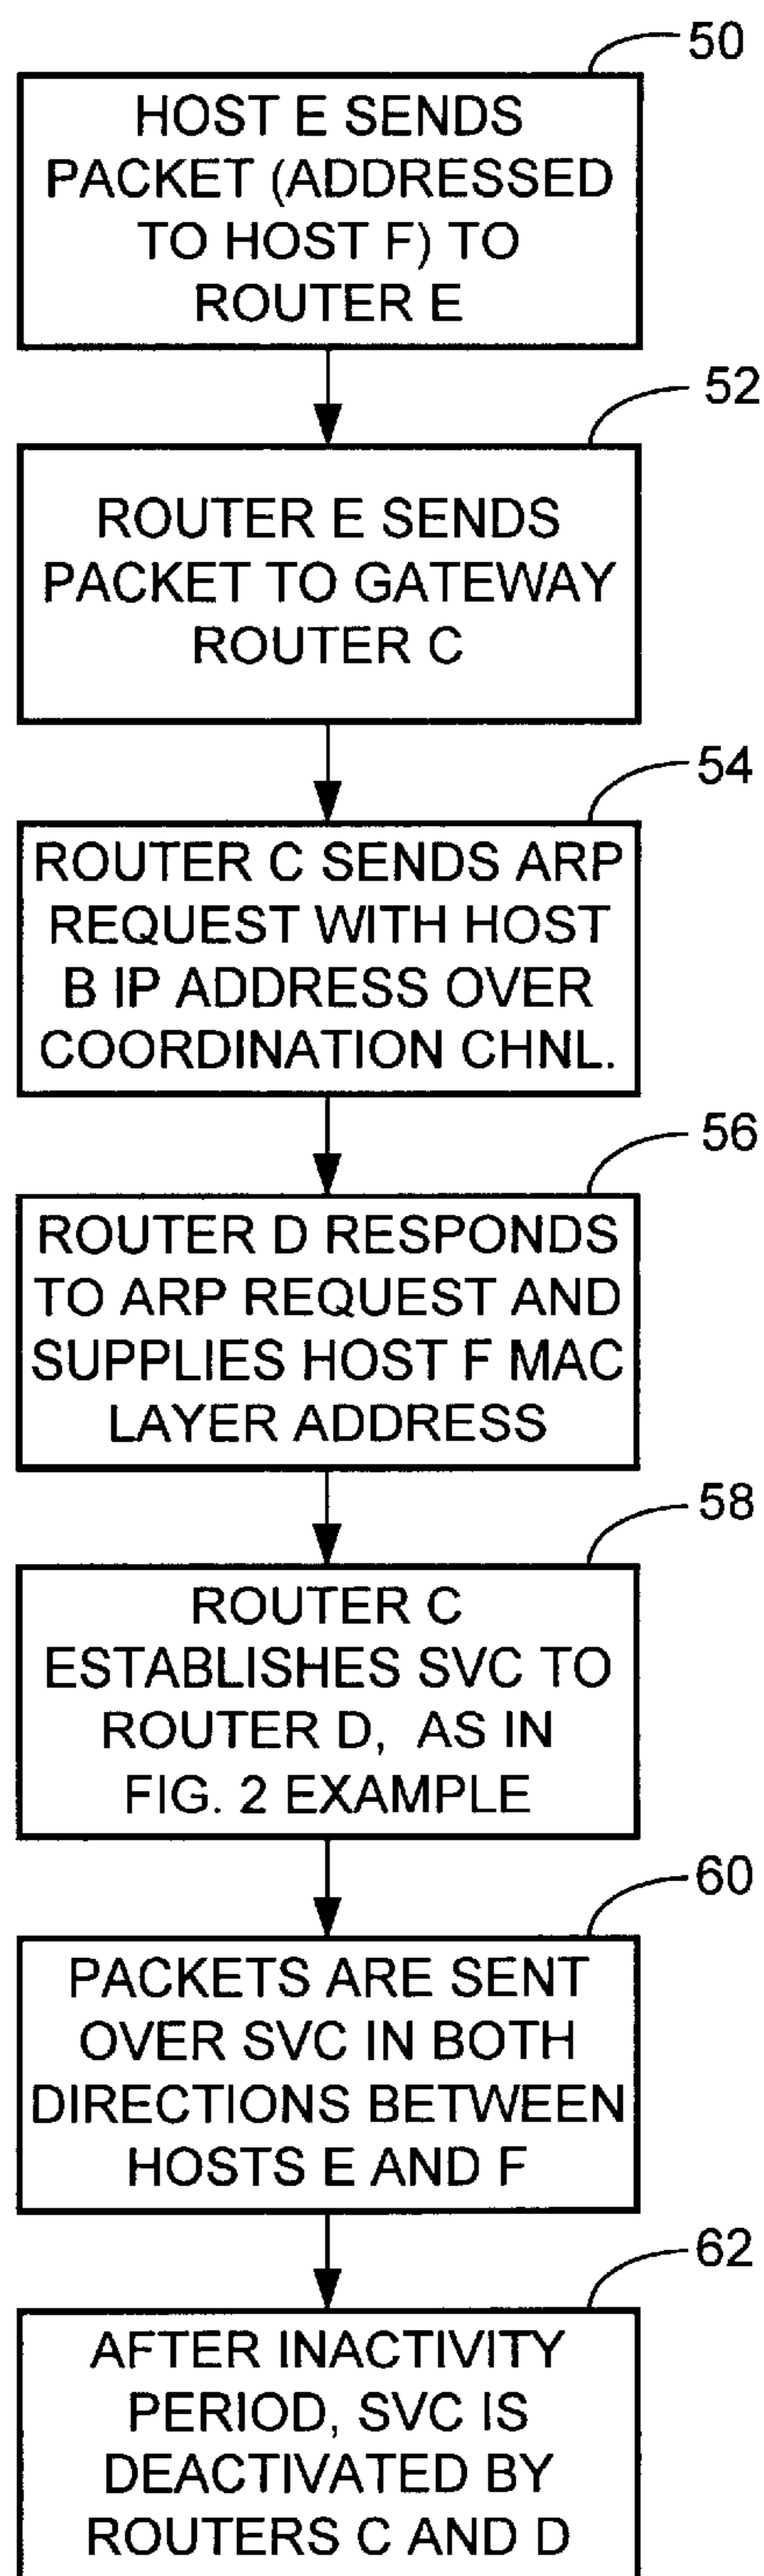 50
HOST E SENDS
PACKET (ADDRESSED
TO HOST F) TO
ROUTER E
52
ROUTER E SENDS
PACKET TO GATEWAY
ROUTER C
54
ROUTER C SENDS ARP
REQUEST WITH HOST
B IP ADDRESS OVER
COORDINATION CHNL.
56
ROUTER D RESPONDS
TO ARP REQUEST AND
SUPPLIES HOST F MAC
LAYER ADDRESS
58
ROUTER C
ESTABLISHES SVC TO
ROUTER D, AS IN
FIG. 2 EXAMPLE
60
PACKETS ARE SENT
OVER SVC IN BOTH
DIRECTIONS BETWEEN
HOSTS E AND F
62
AFTER INACTIVITY
PERIOD, SVC IS
DEACTIVATED BY
ROUTERS C AND D